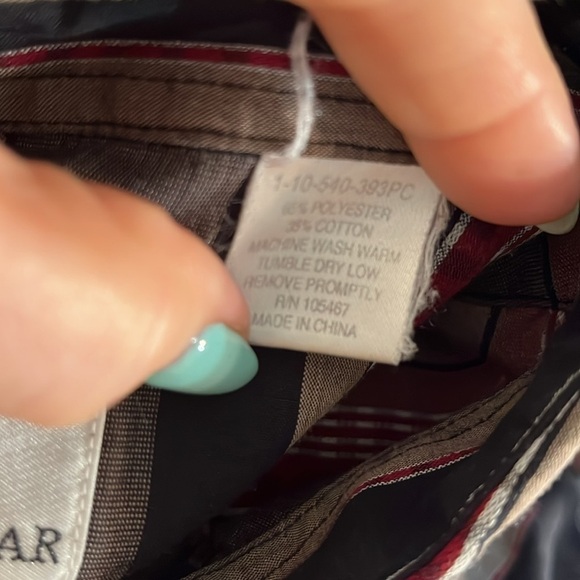 1-10-540-393PC
65% POLYESTER
35% COTTON
MACHINE WASH WARM
TUMBLE DRY LOW
REMOVE PROMPTLY
R/N 105467
MADE IN CHINA
AR